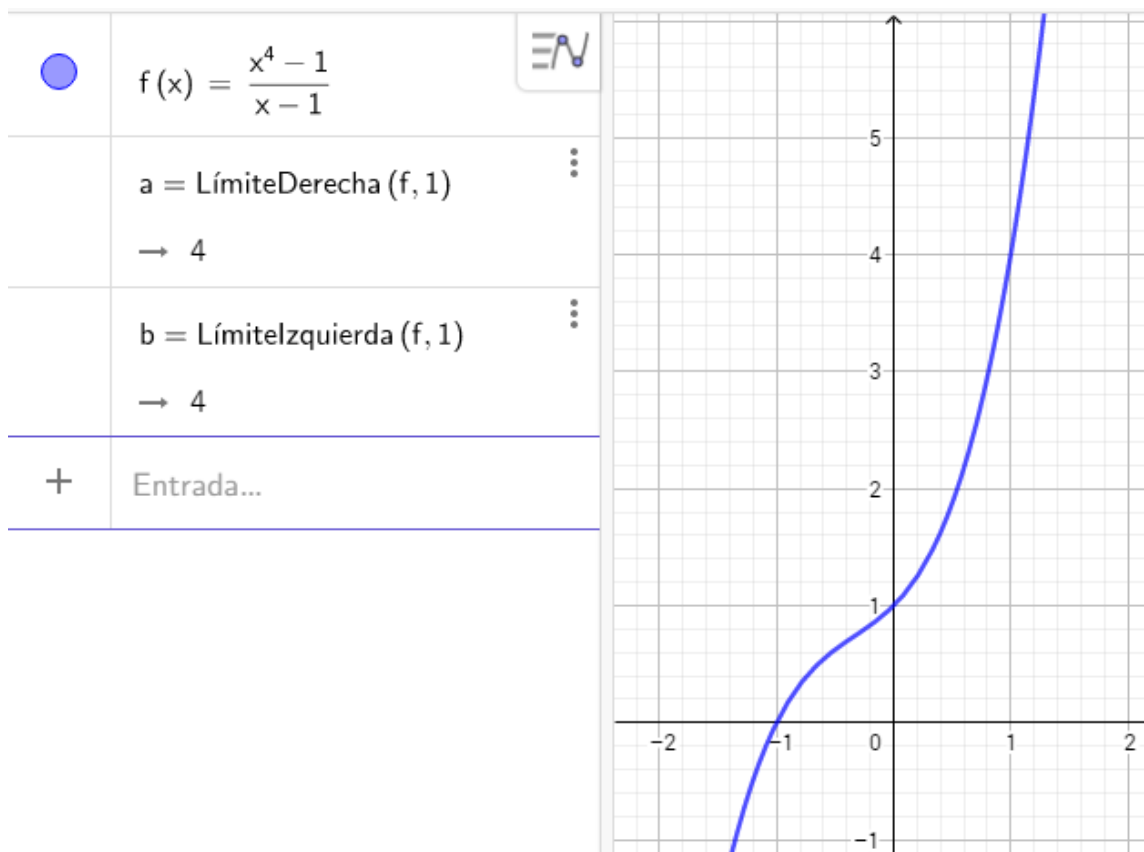 f (x) = (x⁴ − 1) / (x − 1)
a = LímiteDerecha (f, 1)
→ 4
b = LímiteIzquierda (f, 1)
→ 4
+ Entrada...
5
4
3
2
1
−2 −1 0 1 2
−1